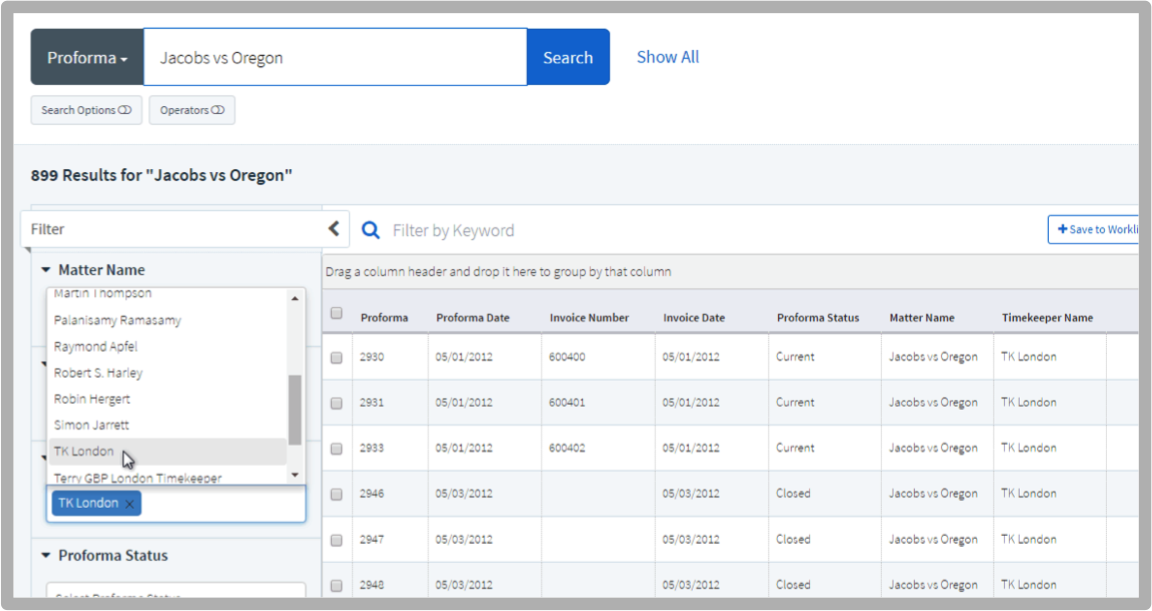 Proforma Jacobs vs Oregon Search Show All
Search Options Operators
899 Results for "Jacobs vs Oregon"
Filter
Filter by Keyword
+ Save to Workli
Matter Name
Martin Thompson
Palanisamy Ramasamy
Raymond Apfel
Robert S. Harley
Robin Hergert
Simon Jarrett
TK London
Terry GBP London Timekeeper
TK London ×
Proforma Status
Select Proforma Status
Drag a column header and drop it here to group by that column
Proforma Proforma Date Invoice Number Invoice Date Proforma Status Matter Name Timekeeper Name
2930 05/01/2012 600400 05/01/2012 Current Jacobs vs Oregon TK London
2931 05/01/2012 600401 05/01/2012 Current Jacobs vs Oregon TK London
2933 05/01/2012 600402 05/01/2012 Current Jacobs vs Oregon TK London
2946 05/03/2012 05/03/2012 Closed Jacobs vs Oregon TK London
2947 05/03/2012 05/03/2012 Closed Jacobs vs Oregon TK London
2948 05/03/2012 05/03/2012 Closed Jacobs vs Oregon TK London